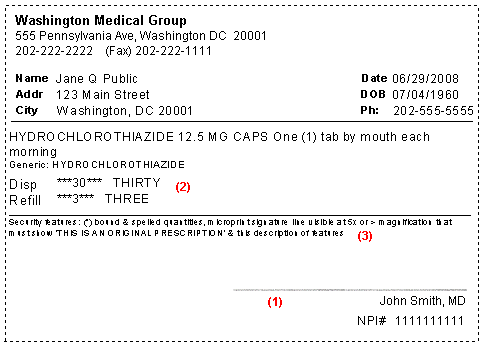 Washington Medical Group
555 Pennsylvania Ave, Washington DC 20001
202-222-2222 (Fax) 202-222-1111
Name Jane Q Public Date 06/29/2008
Addr 123 Main Street DOB 07/04/1960
City Washington, DC 20001 Ph: 202-555-5555
HYDROCHLOROTHIAZIDE 12.5 MG CAPS One (1) tab by mouth each
morning
Generic: HYDROCHLOROTHIAZIDE
Disp ***30*** THIRTY (2)
Refill ***3*** THREE
Security features: (*) bound & spelled quantities, microprint signature line visible at 5x or > magnification that
must show 'THIS IS AN ORIGINAL PRESCRIPTION' & this description of features (3)
(1) John Smith, MD
NPI# 1111111111